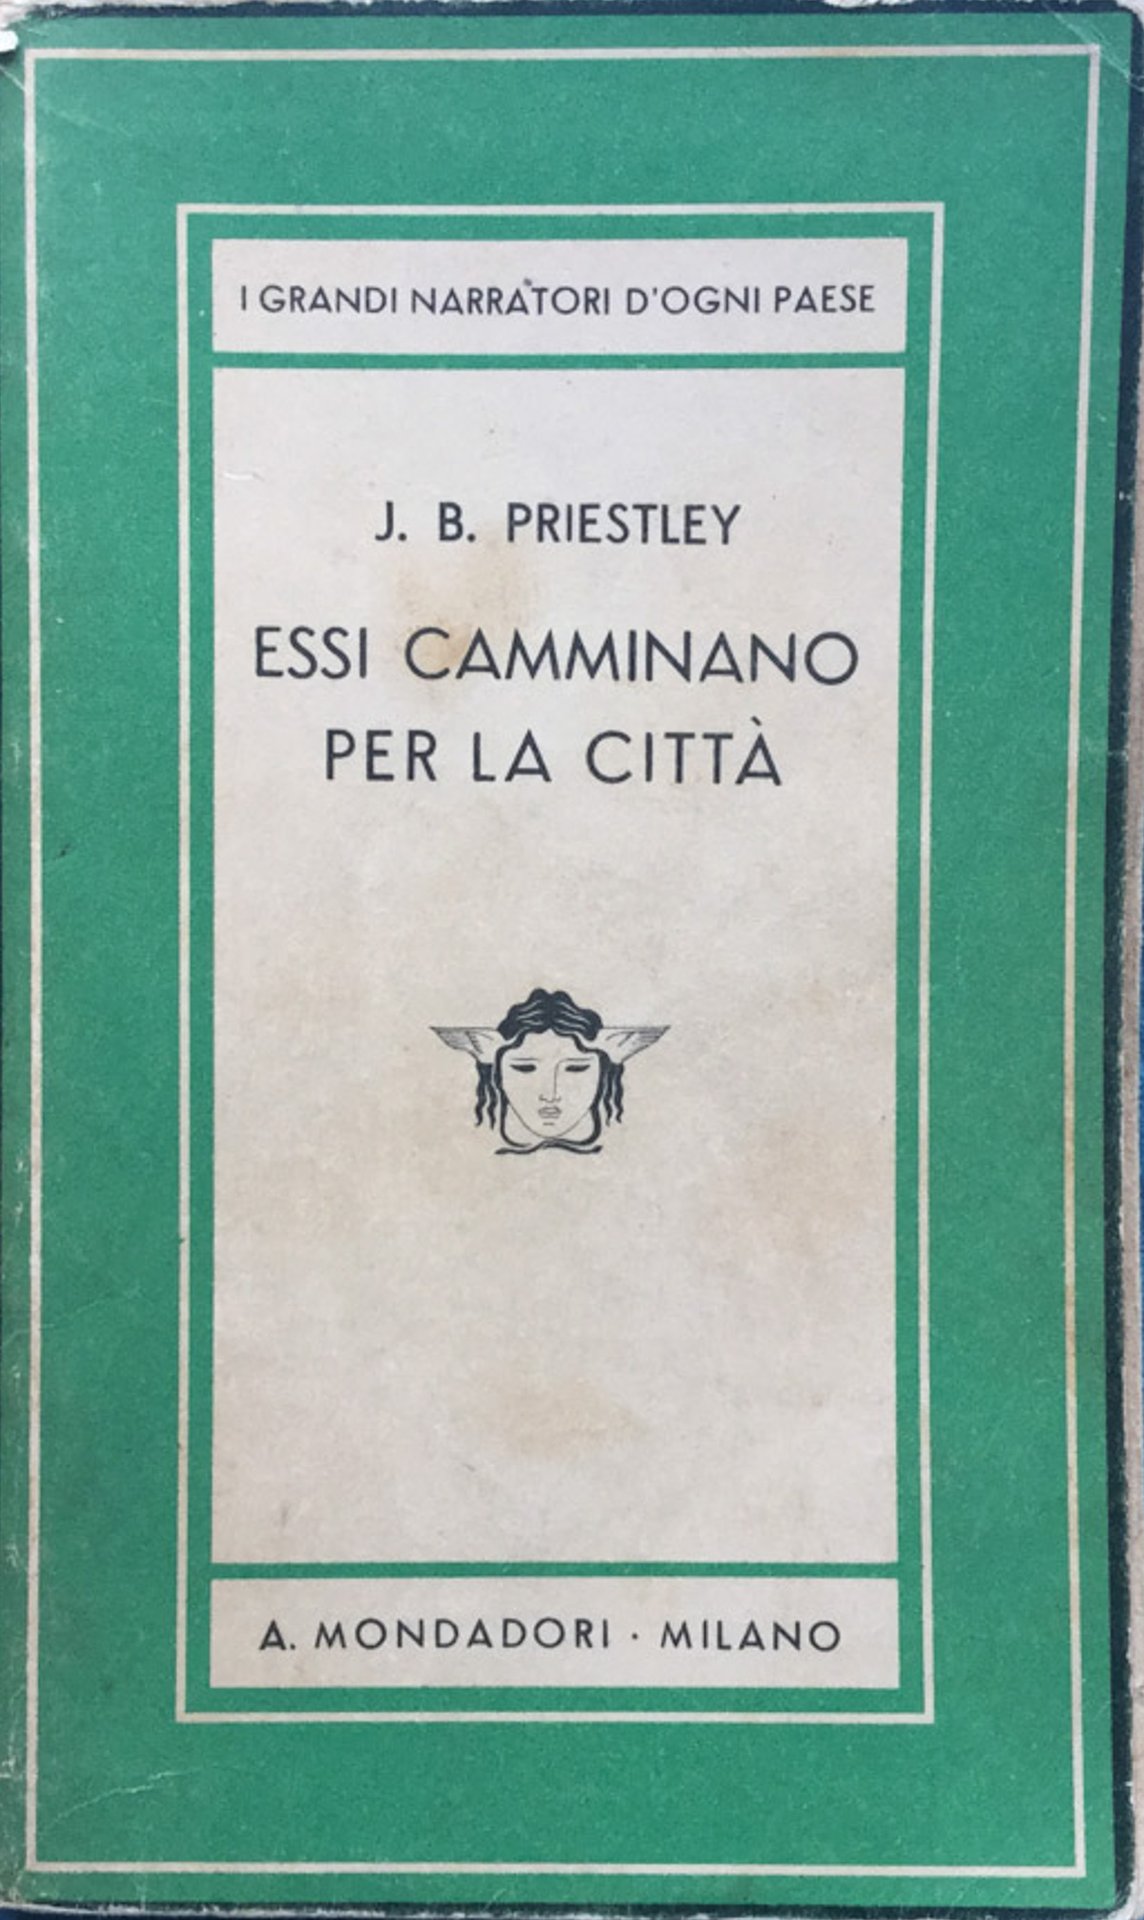 I GRANDI NARRATORI D'OGNI PAESE
J. B. PRIESTLEY
ESSI CAMMINANO
PER LA CITTÀ
A. MONDADORI · MILANO